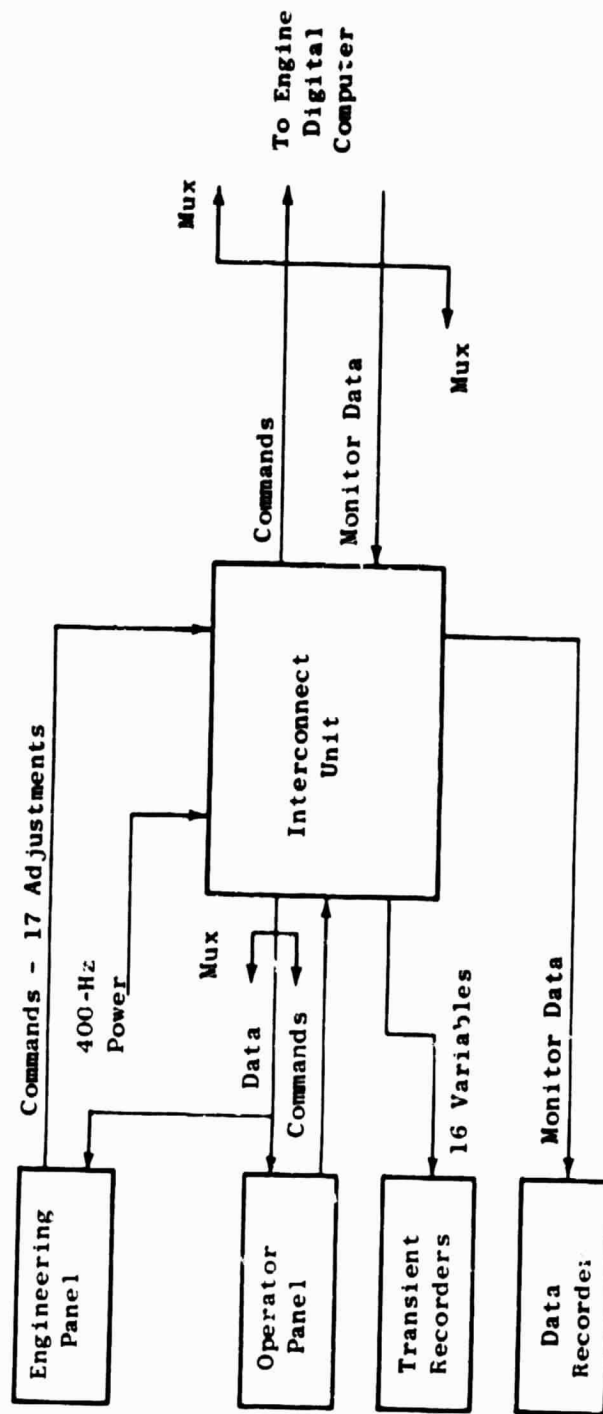 Engineering
Panel
Commands - 17 Adjustments
400-Hz
Power
Operator
Panel
Data
Mux
Commands
Transient
Recorders
16 Variables
Data
Recorder
Monitor Data
Interconnect
Unit
Commands
Monitor Data
Mux
To Engine
Digital
Computer
Mux